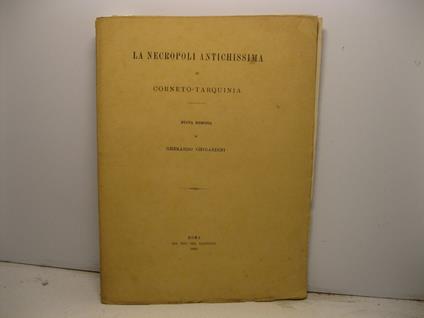 LA NECROPOLI ANTICHISSIMA
DI
CORNETO-TARQUINIA
NUOVA MEMORIA
DI
GHERARDO GHIRARDINI
ROMA